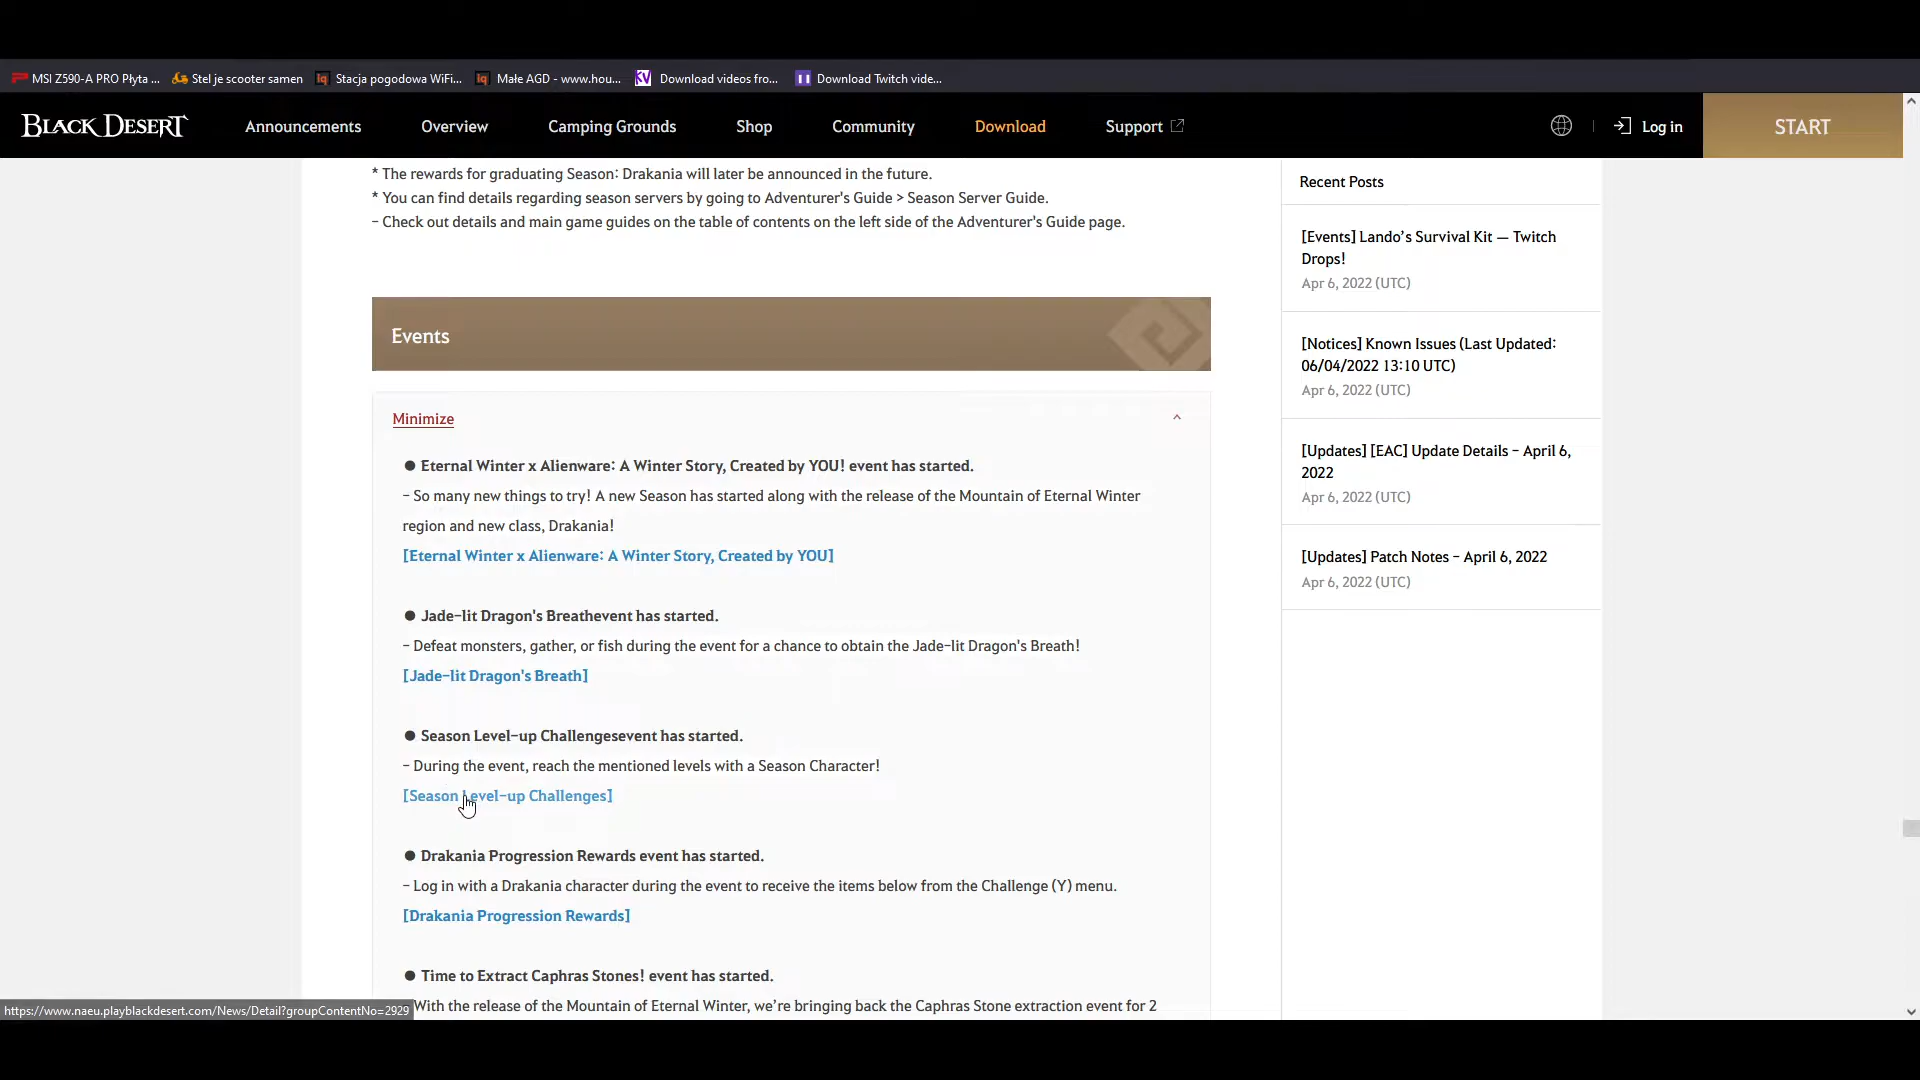 MSI Z590-A PRO Płyta ... Stel je scooter samen Stacja pogodowa WiFi... Małe AGD - www.hou... Download videos fro... Download Twitch vide...
BLACK DESERT Announcements Overview Camping Grounds Shop Community Download Support Log in START
* The rewards for graduating Season: Drakania will later be announced in the future.
* You can find details regarding season servers by going to Adventurer's Guide > Season Server Guide.
- Check out details and main game guides on the table of contents on the left side of the Adventurer's Guide page.
Events
Minimize
● Eternal Winter x Alienware: A Winter Story, Created by YOU! event has started.
- So many new things to try! A new Season has started along with the release of the Mountain of Eternal Winter
region and new class, Drakania!
[Eternal Winter x Alienware: A Winter Story, Created by YOU]
● Jade-lit Dragon's Breathevent has started.
- Defeat monsters, gather, or fish during the event for a chance to obtain the Jade-lit Dragon's Breath!
[Jade-lit Dragon's Breath]
● Season Level-up Challengesevent has started.
- During the event, reach the mentioned levels with a Season Character!
[Season Level-up Challenges]
● Drakania Progression Rewards event has started.
- Log in with a Drakania character during the event to receive the items below from the Challenge (Y) menu.
[Drakania Progression Rewards]
● Time to Extract Caphras Stones! event has started.
With the release of the Mountain of Eternal Winter, we're bringing back the Caphras Stone extraction event for 2
Recent Posts
[Events] Lando's Survival Kit — Twitch
Drops!
Apr 6, 2022 (UTC)
[Notices] Known Issues (Last Updated:
06/04/2022 13:10 UTC)
Apr 6, 2022 (UTC)
[Updates] [EAC] Update Details - April 6,
2022
Apr 6, 2022 (UTC)
[Updates] Patch Notes - April 6, 2022
Apr 6, 2022 (UTC)
https://www.naeu.playblackdesert.com/News/Detail?groupContentNo=2929